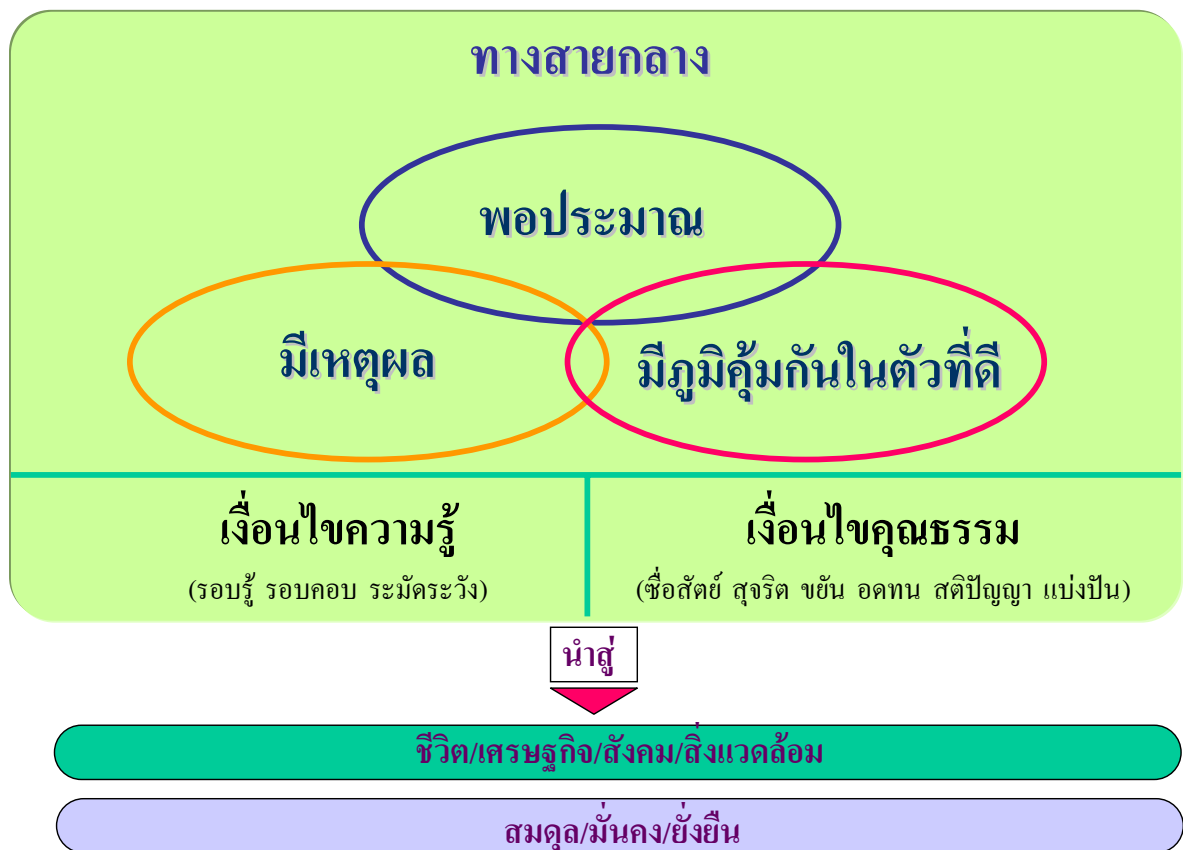 ทางสายกลาง
พอประมาณ
มีเหตุผล
มีภูมิคุ้มกันในตัวที่ดี
เงื่อนไขความรู้
(รอบรู้ รอบคอบ ระมัดระวัง)
เงื่อนไขคุณธรรม
(ซื่อสัตย์ สุจริต ขยัน อดทน สติปัญญา แบ่งปัน)
นำสู่
ชีวิต/เศรษฐกิจ/สังคม/สิ่งแวดล้อม
สมดุล/มั่นคง/ยั่งยืน